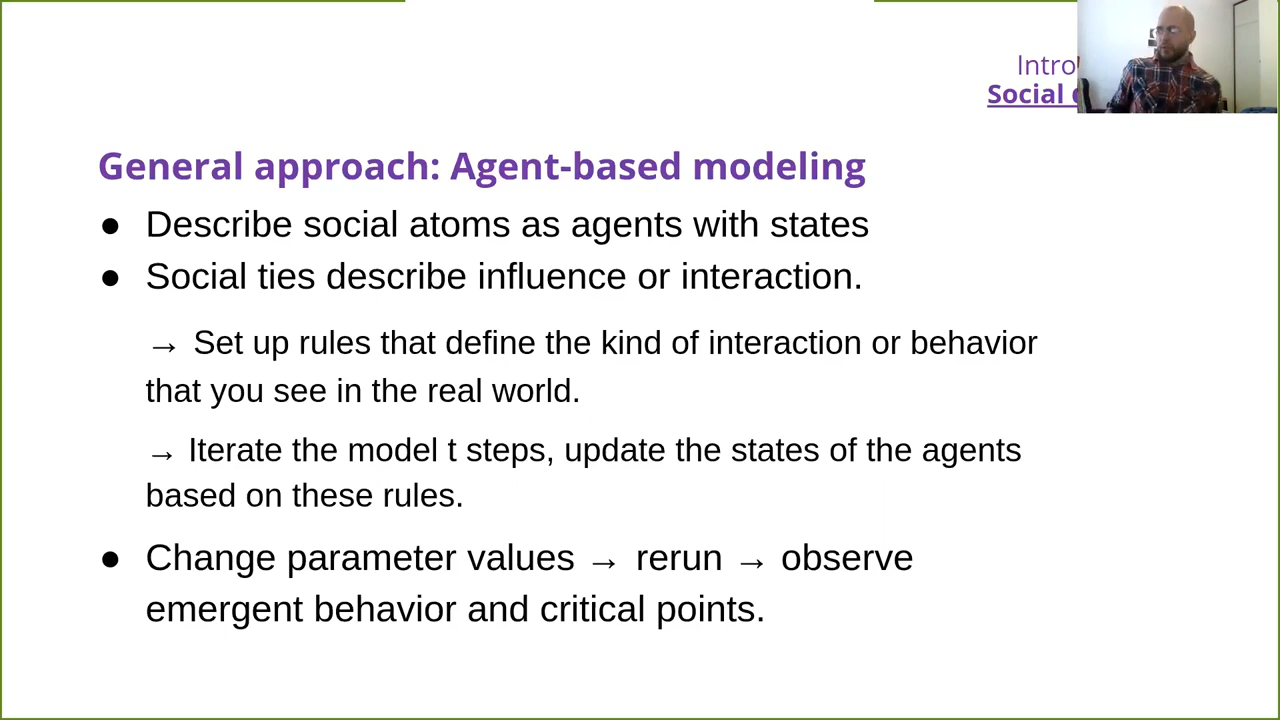 Intro
Social
General approach: Agent-based modeling
● Describe social atoms as agents with states
● Social ties describe influence or interaction.
→ Set up rules that define the kind of interaction or behavior
that you see in the real world.
→ Iterate the model t steps, update the states of the agents
based on these rules.
● Change parameter values → rerun → observe
emergent behavior and critical points.